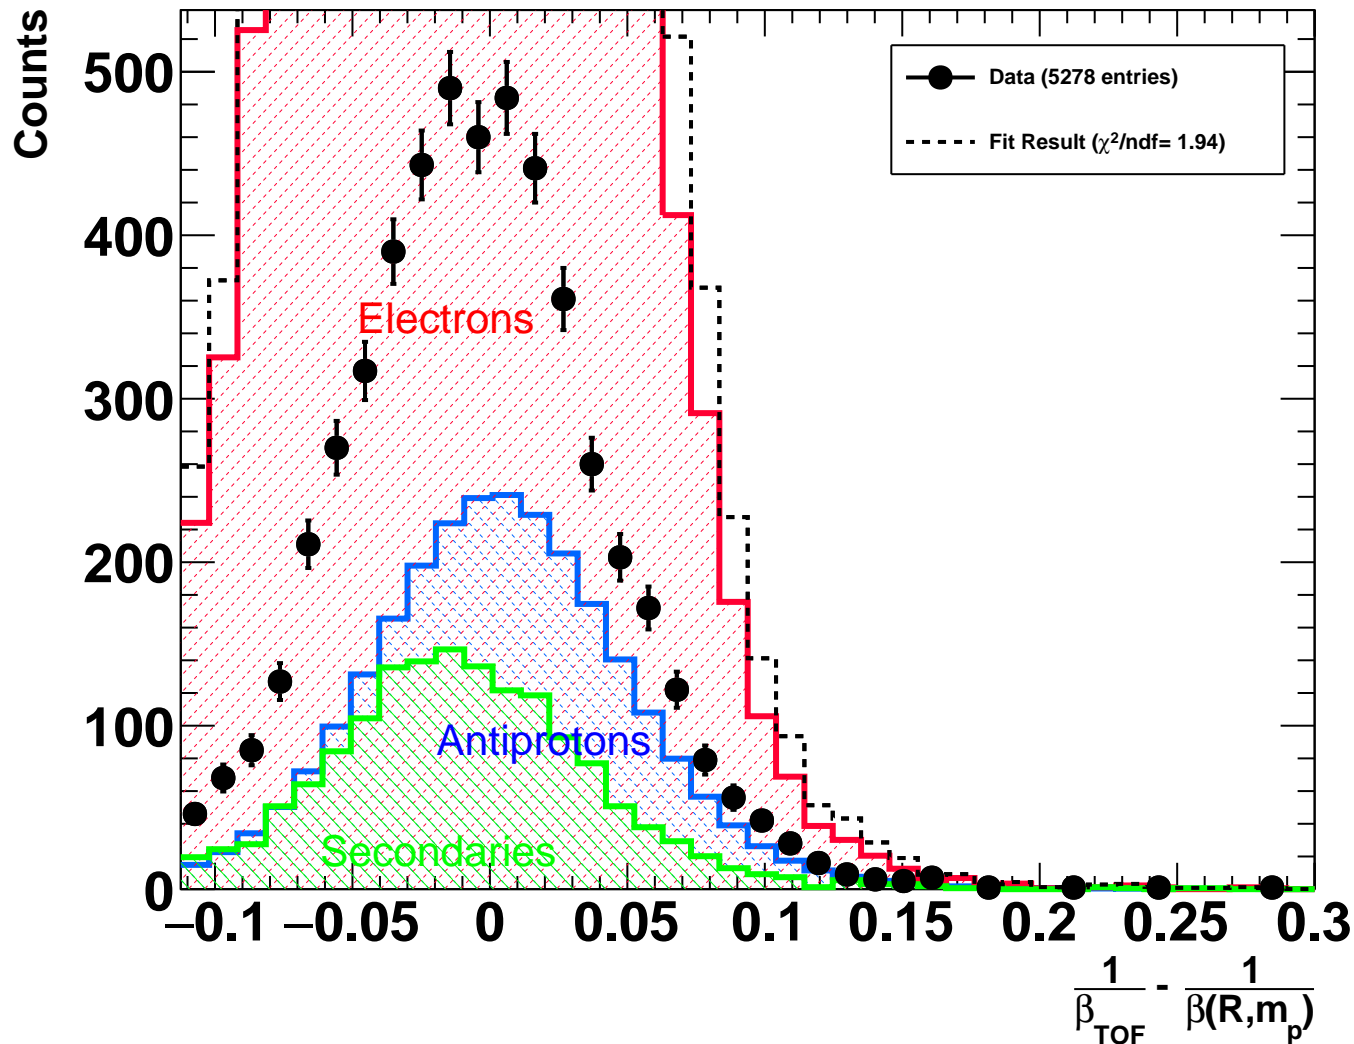 Counts
500
400
300
200
100
0
Data (5278 entries)
Fit Result (χ²/ndf= 1.94)
Electrons
Antiprotons
Secondaries
−0.1 −0.05 0 0.05 0.1 0.15 0.2 0.25 0.3
1/β_TOF - 1/β(R,m_p)